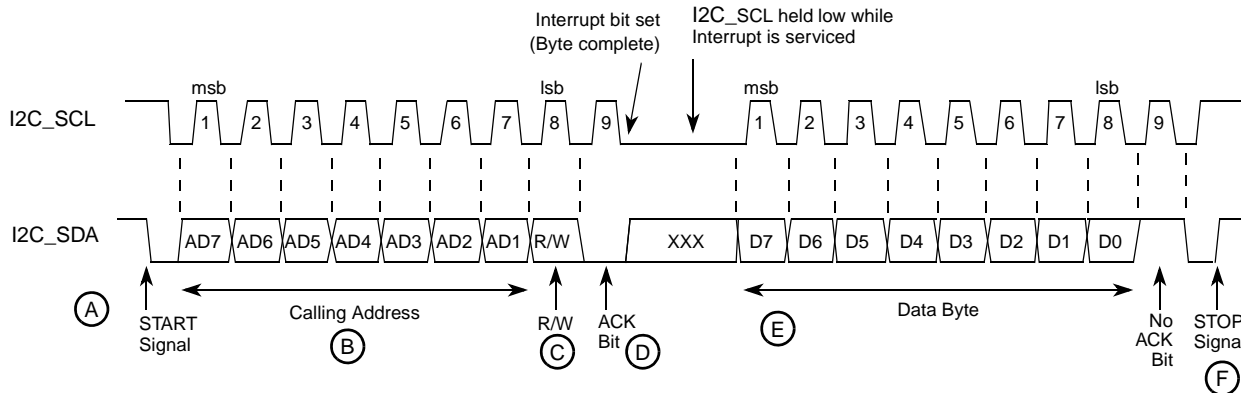 Interrupt bit set
(Byte complete)
I2C_SCL held low while
Interrupt is serviced
msb lsb msb lsb
I2C_SCL 1 2 3 4 5 6 7 8 9 1 2 3 4 5 6 7 8 9
I2C_SDA AD7 AD6 AD5 AD4 AD3 AD2 AD1 R/W XXX D7 D6 D5 D4 D3 D2 D1 D0
A START
Signal
Calling Address
B
R/W
C
ACK
Bit D
E
Data Byte
No
ACK
Bit
STOP
Signal
F